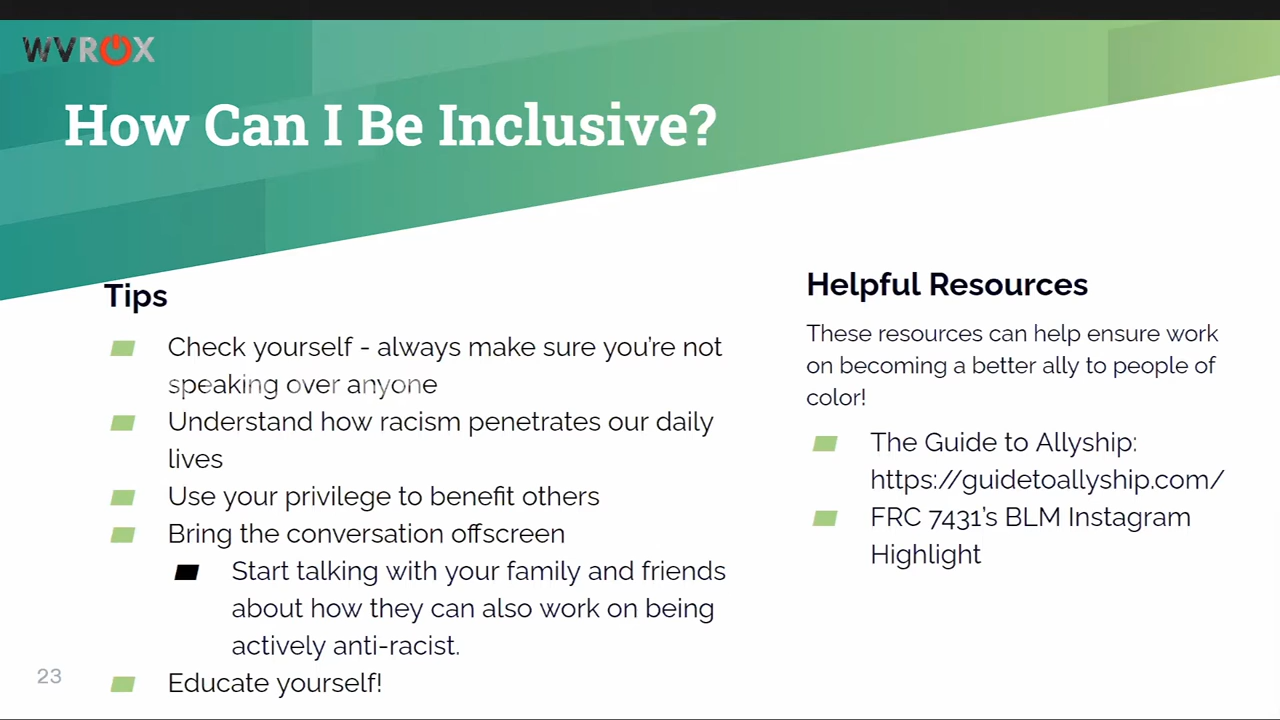 WVROX
How Can I Be Inclusive?
Tips
Check yourself - always make sure you're not
speaking over anyone
Understand how racism penetrates our daily
lives
Use your privilege to benefit others
Bring the conversation offscreen
Start talking with your family and friends
about how they can also work on being
actively anti-racist.
Educate yourself!
Helpful Resources
These resources can help ensure work
on becoming a better ally to people of
color!
The Guide to Allyship:
https://guidetoallyship.com/
FRC 7431's BLM Instagram
Highlight
23